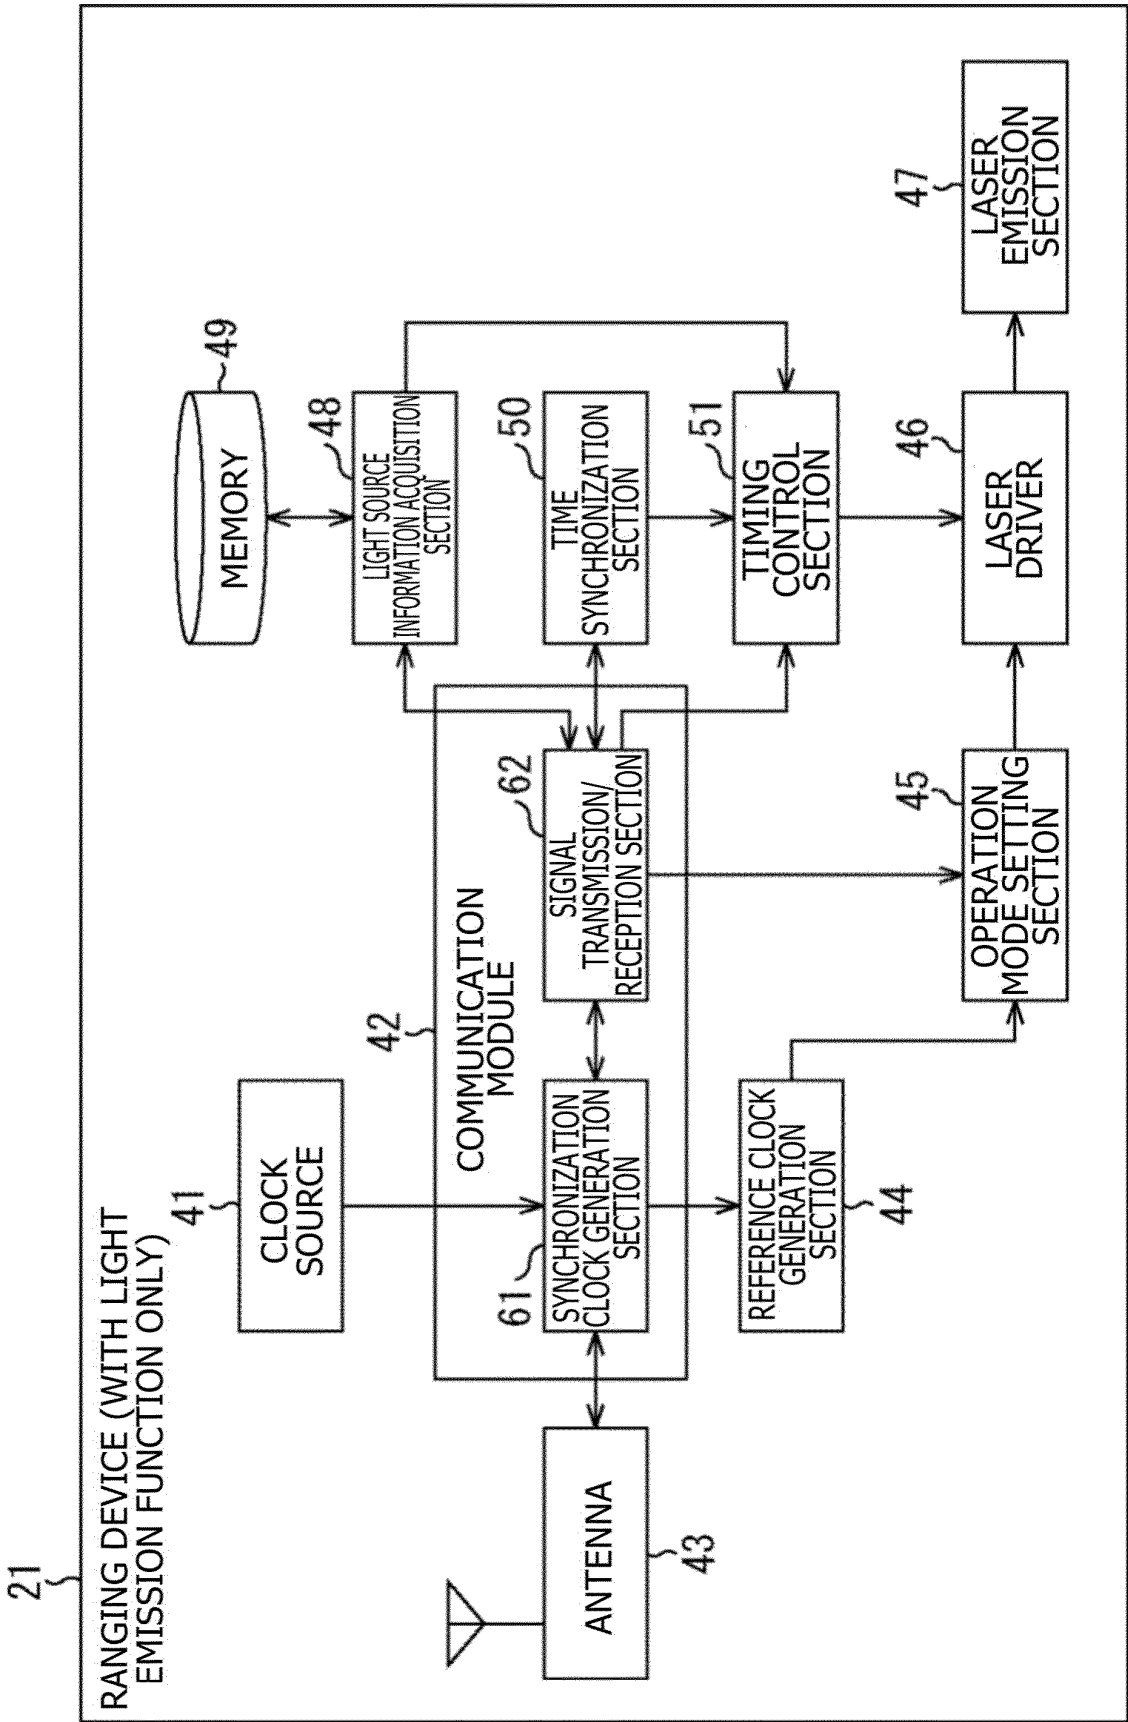 21
RANGING DEVICE (WITH LIGHT
EMISSION FUNCTION ONLY)
41
CLOCK
SOURCE
42
COMMUNICATION
MODULE
43
ANTENNA
61
SYNCHRONIZATION
CLOCK GENERATION
SECTION
62
SIGNAL
TRANSMISSION/
RECEPTION SECTION
44
REFERENCE CLOCK
GENERATION
SECTION
45
OPERATION
MODE SETTING
SECTION
49
MEMORY
48
LIGHT SOURCE
INFORMATION ACQUISITION
SECTION
50
TIME
SYNCHRONIZATION
SECTION
51
TIMING
CONTROL
SECTION
46
LASER
DRIVER
47
LASER
EMISSION
SECTION